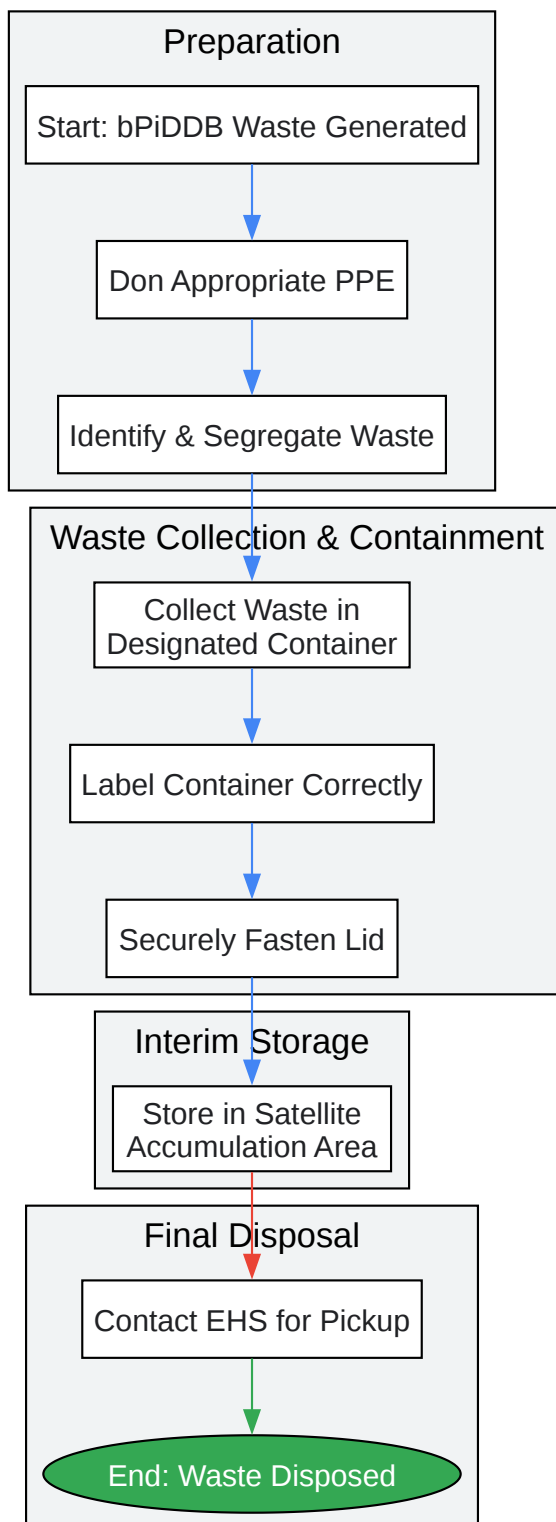 Preparation
Start: bPiDDB Waste Generated
Don Appropriate PPE
Identify & Segregate Waste
Waste Collection & Containment
Collect Waste in
Designated Container
Label Container Correctly
Securely Fasten Lid
Interim Storage
Store in Satellite
Accumulation Area
Final Disposal
Contact EHS for Pickup
End: Waste Disposed